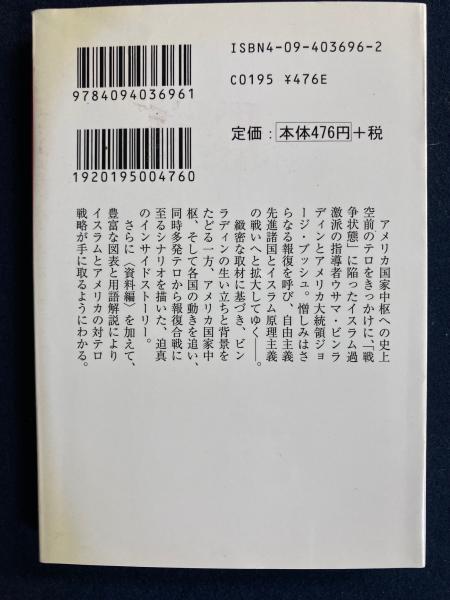 ISBN4-09-403696-2
C0195 ¥476E
9784094036961
定価：本体476円＋税
1920195004760
アメリカ国家中枢への史上
空前のテロをきっかけに、「戦
争状態」に陥ったイスラム過
激派の指導者ウサマ・ビンラ
ディンとアメリカ大統領ジョ
ージ・ブッシュ。憎しみはさ
らなる報復を呼び、自由主義
先進諸国とイスラム原理主義
の戦いへと拡大してゆく――。
緻密な取材に基づき、ビン
ラディンの生い立ちと背景を
たどる一方、アメリカ国家中
枢、そして各国の動きを追い、
同時多発テロから報復合戦に
至るシナリオを描いた、迫真
のインサイドストーリー。
さらに〈資料編〉を加えて、
豊富な図表と用語解説により
イスラムとアメリカの対テロ
戦略が手に取るようにわかる。